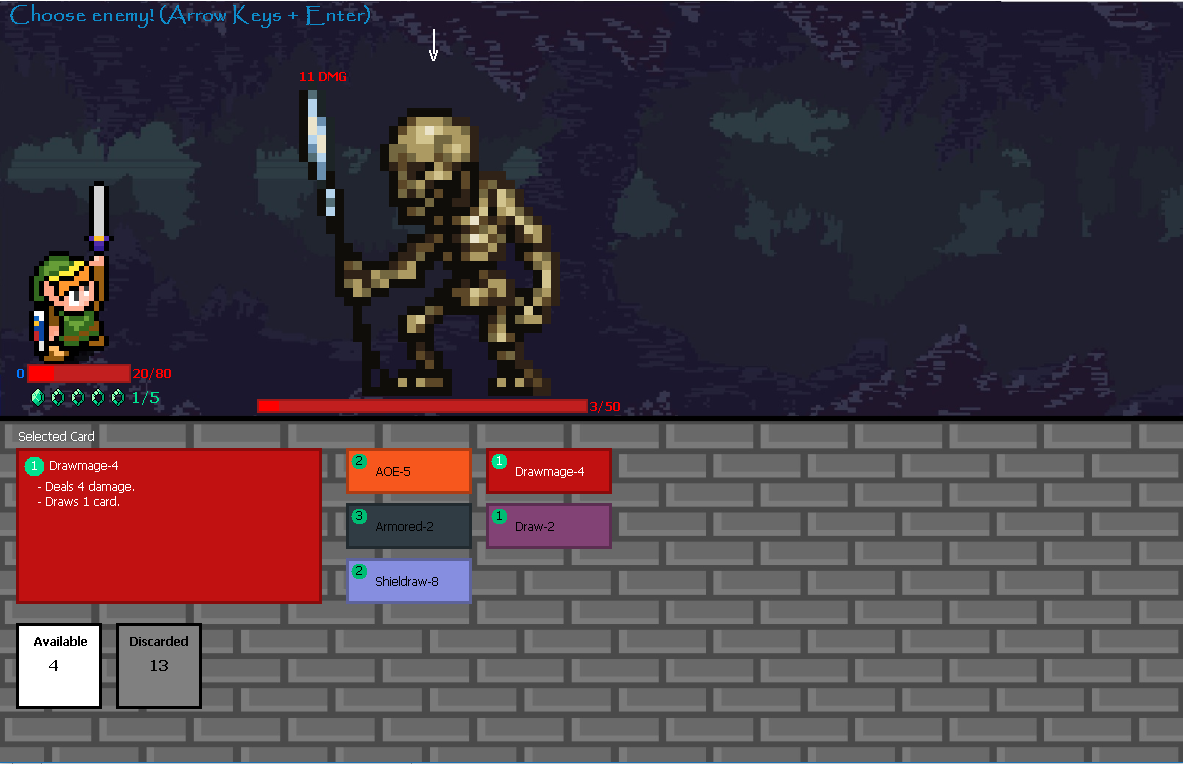 Choose enemy! (Arrow Keys + Enter)
11 DMG
0
20/80
1/5
3/50
Selected Card
1 Drawmage-4
- Deals 4 damage.
- Draws 1 card.
2 AOE-5
1 Drawmage-4
3 Armored-2
1 Draw-2
2 Shieldraw-8
Available
4
Discarded
13